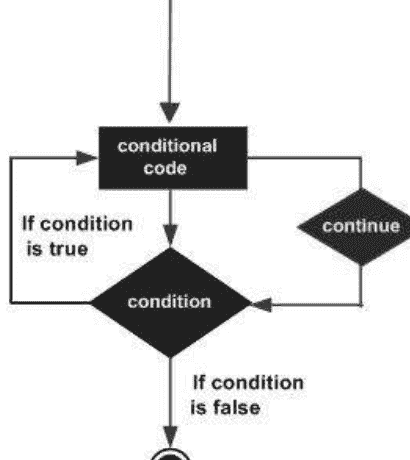 conditional
code
If condition
is true
continue
condition
If condition
is false